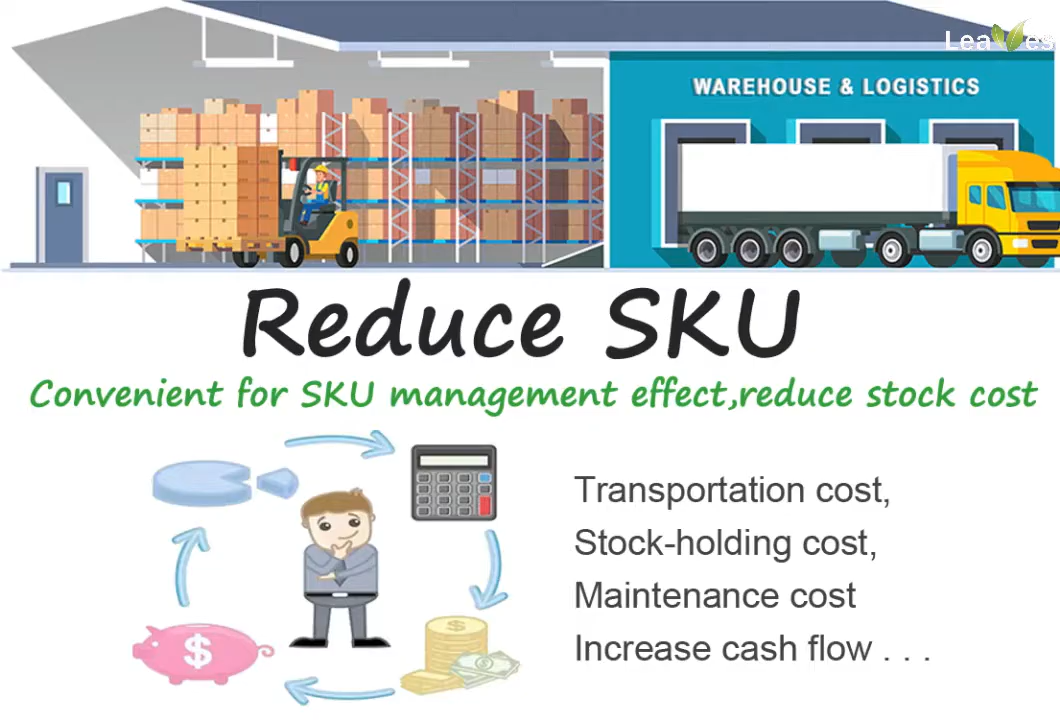 Leaves
WAREHOUSE & LOGISTICS
Reduce SKU
Convenient for SKU management effect,reduce stock cost
$
$
$
Transportation cost,
Stock-holding cost,
Maintenance cost
Increase cash flow . . .